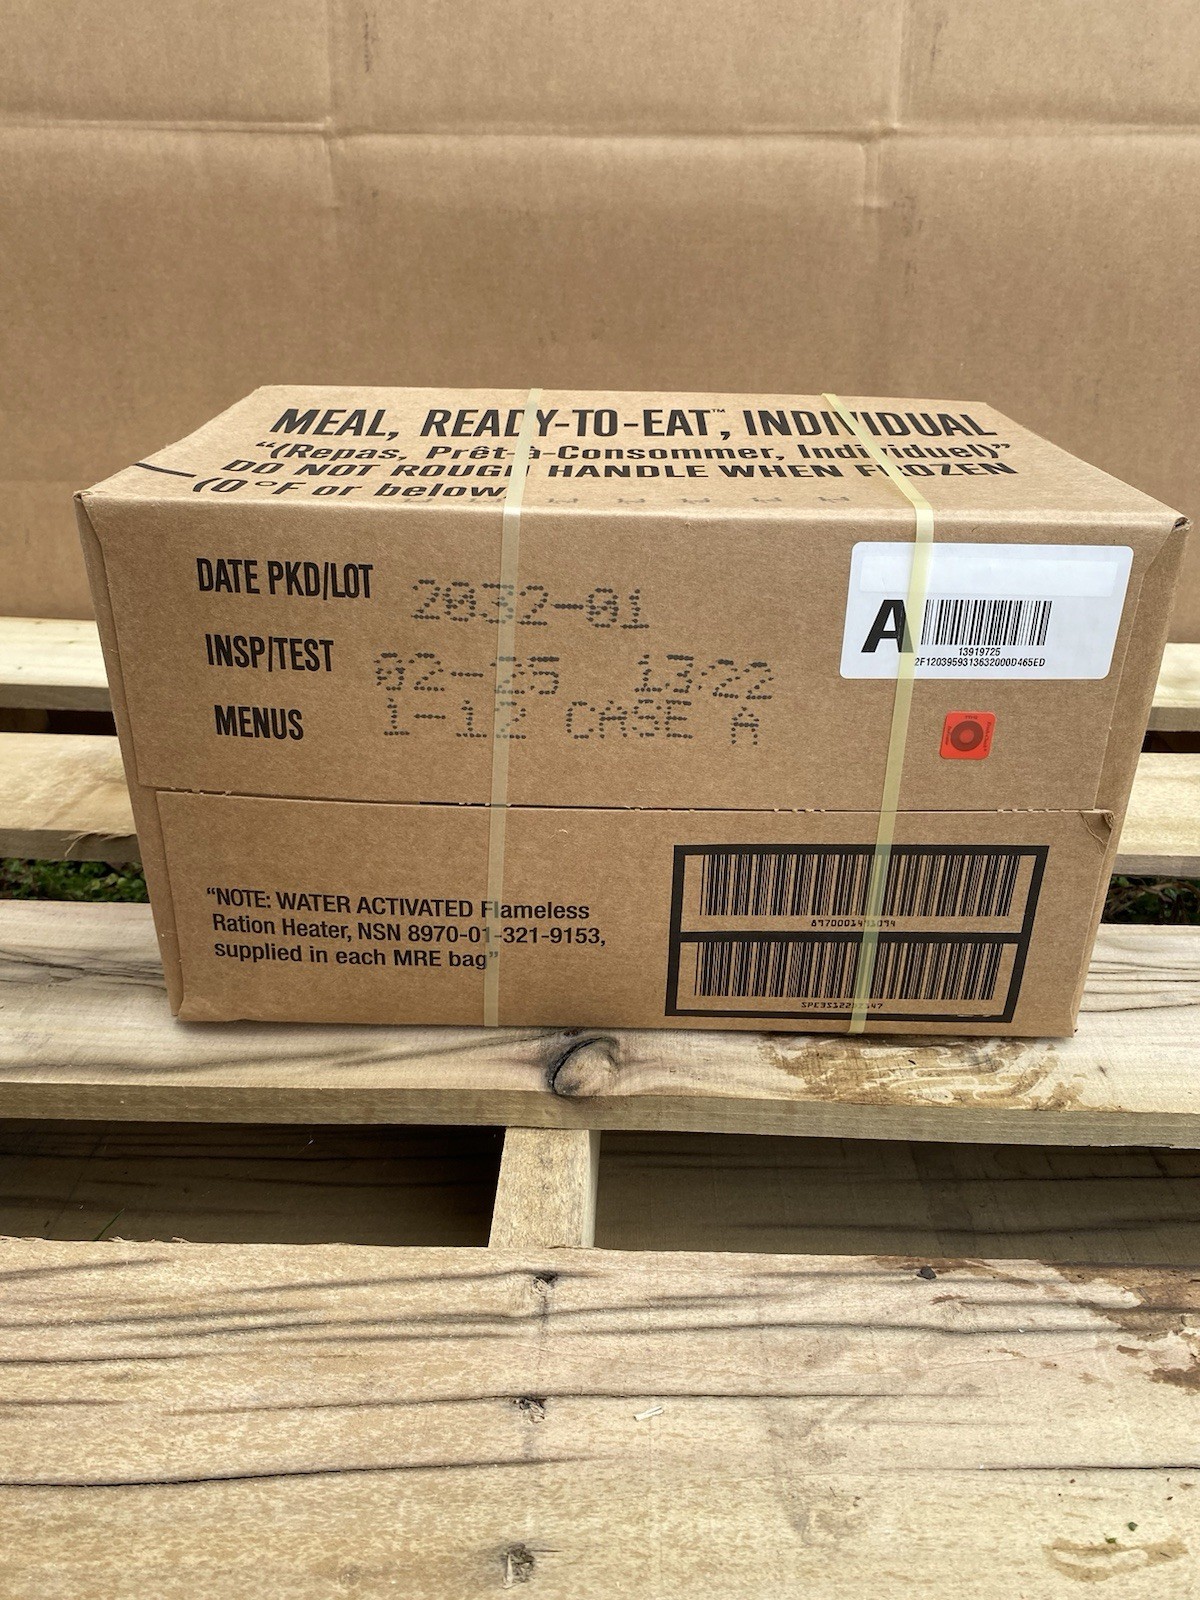 MEAL, READY-TO-EAT™, INDIVIDUAL
“(Repas, Prêt-à-Consommer, Individuel)”
DO NOT ROUGH HANDLE WHEN FROZEN
(0°F or below
DATE PKD/LOT 2032-01
INSP/TEST 02-25 13:22
MENUS 1-12 CASE A
A
13919725
2F1203959313632000D465ED
“NOTE: WATER ACTIVATED Flameless
Ration Heater, NSN 8970-01-321-9153,
supplied in each MRE bag”